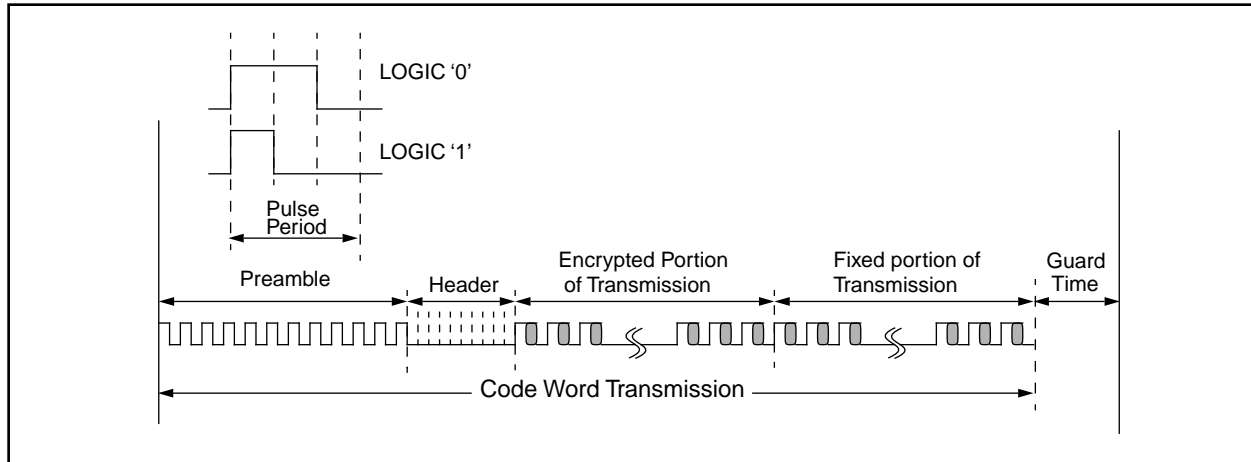 LOGIC ‘0’
LOGIC ‘1’
Pulse
Period
Preamble
Header
Encrypted Portion
of Transmission
Fixed portion of
Transmission
Guard
Time
Code Word Transmission